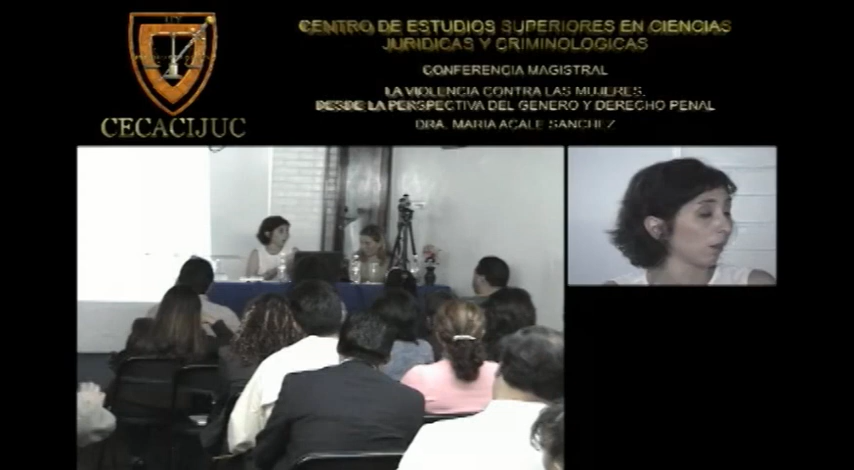 CENTRO DE ESTUDIOS SUPERIORES EN CIENCIAS
JURIDICAS Y CRIMINOLOGICAS
CONFERENCIA MAGISTRAL
LA VIOLENCIA CONTRA LAS MUJERES.
DESDE LA PERSPECTIVA DEL GENERO Y DERECHO PENAL
DRA. MARIA ACALE SANCHEZ
CECACIJUC